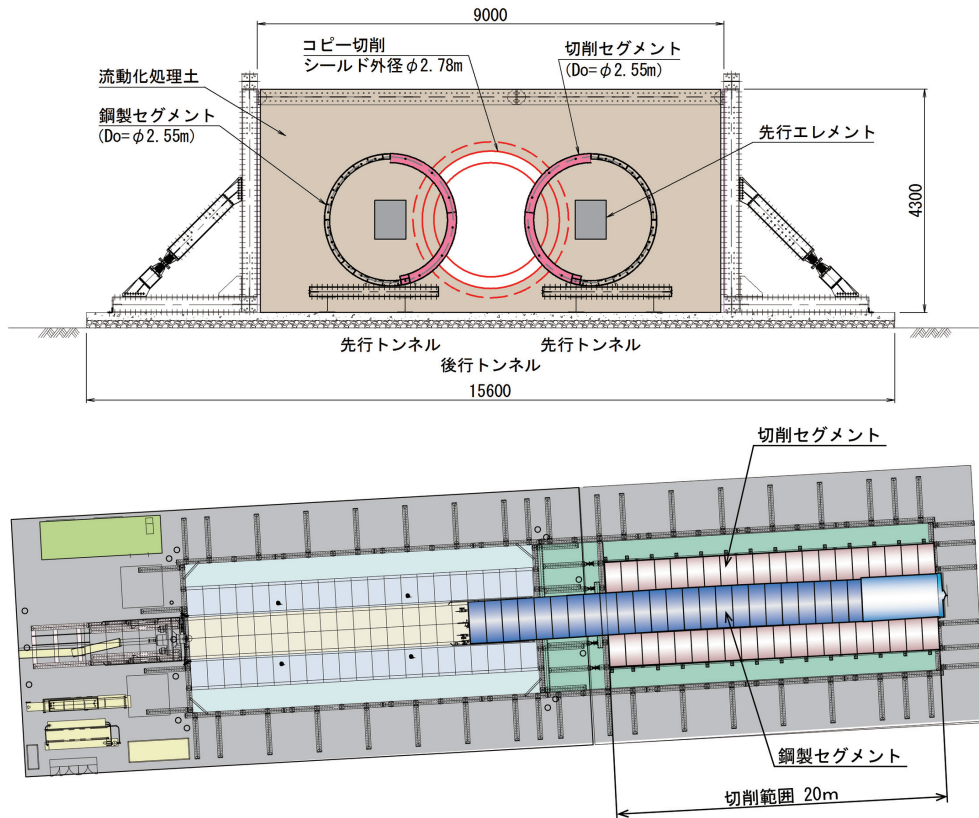 9000
コピー切削
シールド外径φ2.78m
切削セグメント
(Do=φ2.55m)
流動化処理土
鋼製セグメント
(Do=φ2.55m)
先行エレメント
4300
先行トンネル
先行トンネル
後行トンネル
15600
切削セグメント
鋼製セグメント
切削範囲 20m